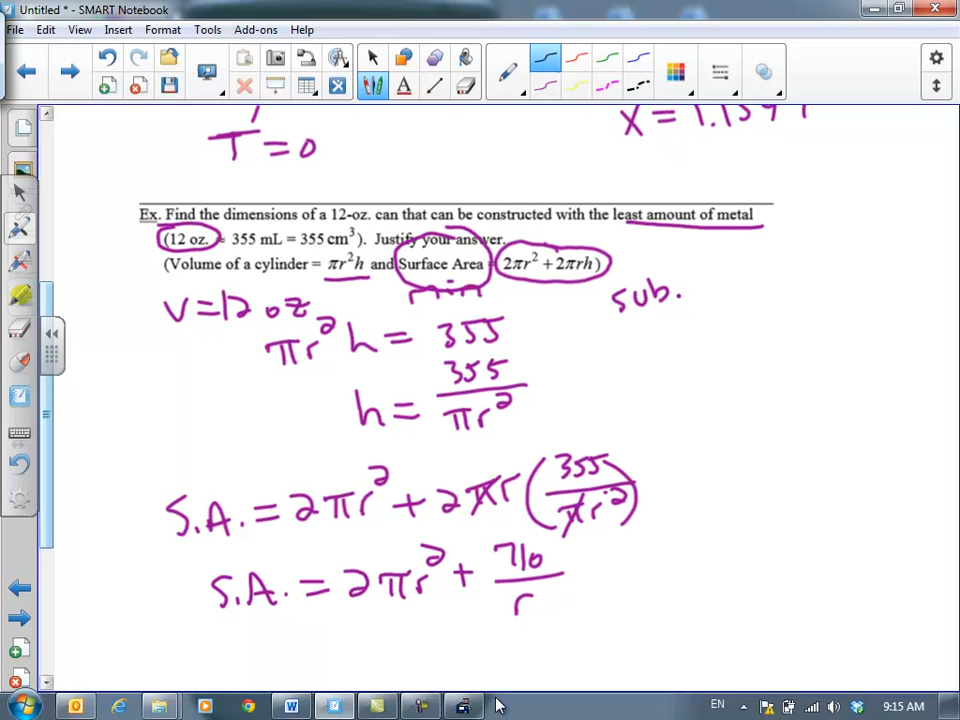 Untitled * - SMART Notebook
File Edit View Insert Format Tools Add-ons Help
T = 0
Ex. Find the dimensions of a 12-oz. can that can be constructed with the least amount of metal
(12 oz. ≈ 355 mL = 355 cm³). Justify your answer.
(Volume of a cylinder = πr²h and Surface Area = 2πr² + 2πrh)
min
sub.
V = 12 oz
πr²h = 355
h = 355/πr²
S.A. = 2πr² + 2πr(355/πr²)
S.A. = 2πr² + 710/r
EN 9:15 AM